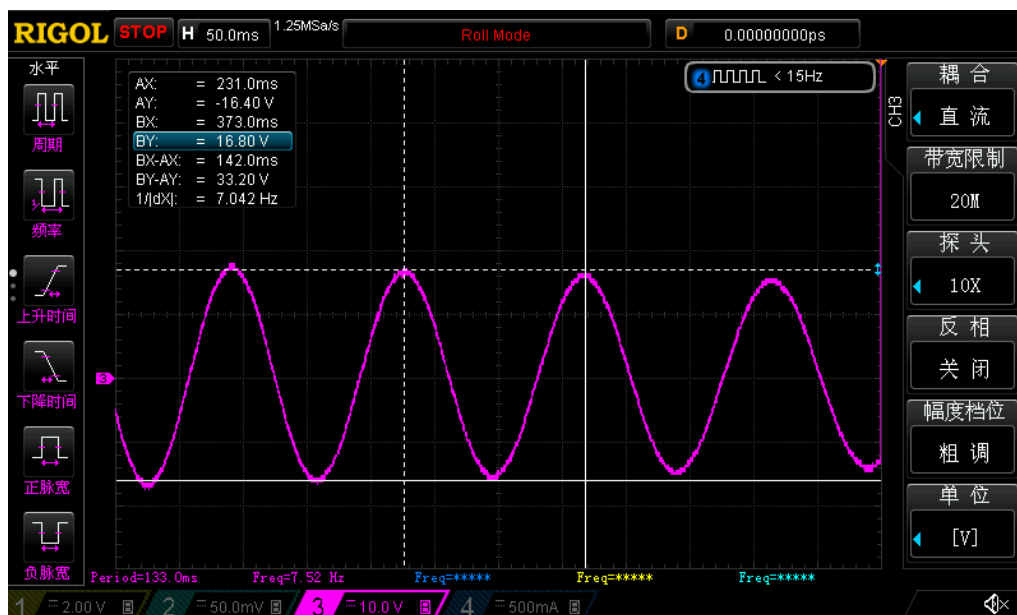 RIGOL STOP H 50.0ms 1.25MSa/s Roll Mode D 0.00000000ps
水平
周期
频率
上升时间
下降时间
正脉宽
负脉宽
AX: = 231.0ms
AY: = -16.40 V
BX: = 373.0ms
BY: = 16.80 V
BX-AX: = 142.0ms
BY-AY: = 33.20 V
1/|dX|: = 7.042 Hz
4 < 15Hz
3
CH3
耦合
直流
带宽限制
20M
探头
10X
反相
关闭
幅度档位
粗调
单位
[V]
Period=133.0ms Freq=7.52 Hz Freq=***** Freq=***** Freq=*****
1 2.00 V 2 50.0mV 3 10.0 V 4 500mA